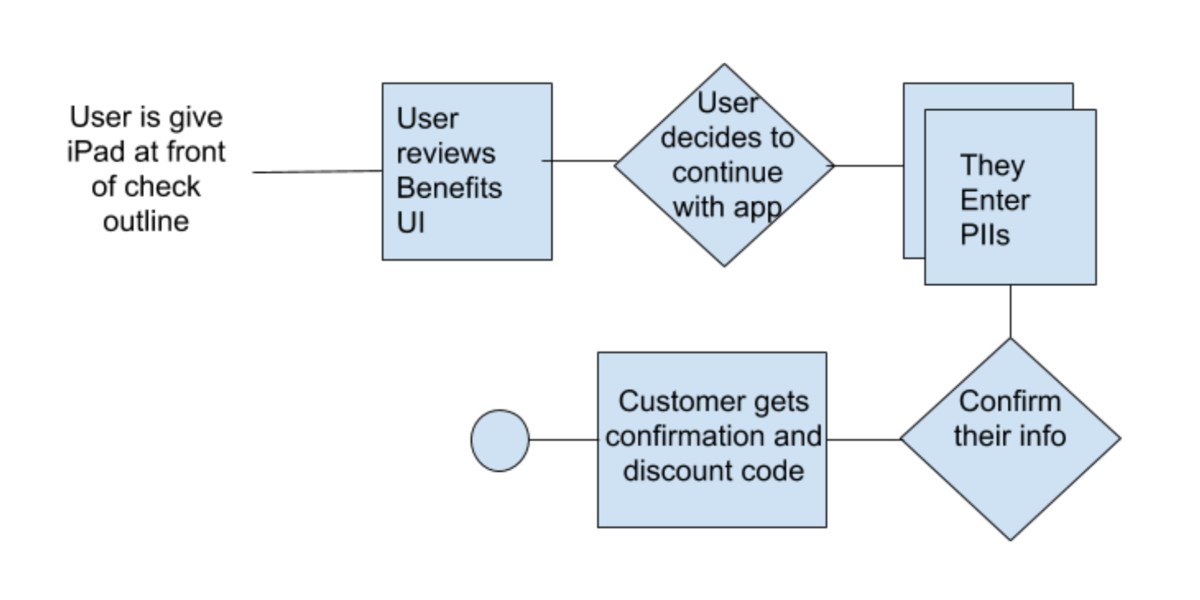 User is give
iPad at front
of check
outline
User
reviews
Benefits
UI
User
decides to
continue
with app
They
Enter
PIIs
Confirm
their info
Customer gets
confirmation and
discount code